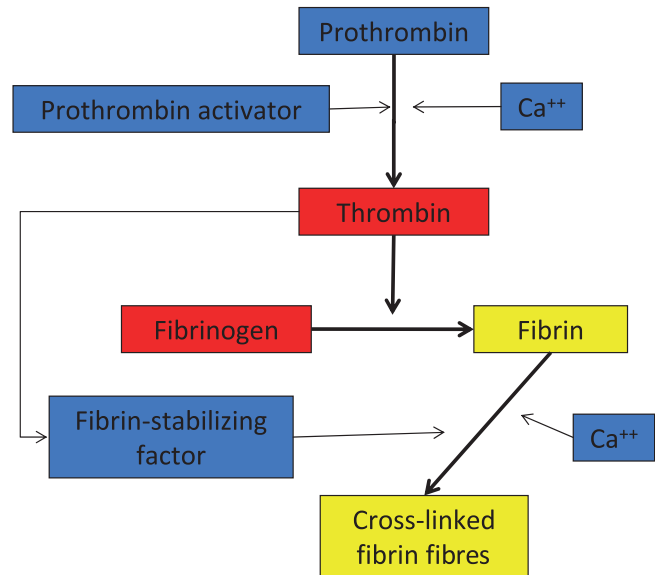 Prothrombin
Prothrombin activator
Ca⁺⁺
Thrombin
Fibrinogen
Fibrin
Fibrin-stabilizing
factor
Ca⁺⁺
Cross-linked
fibrin fibres